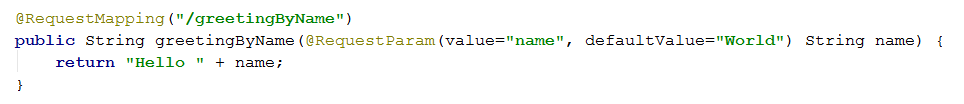 @RequestMapping("/greetingByName")
public String greetingByName(@RequestParam(value="name", defaultValue="World") String name) {
    return "Hello " + name;
}